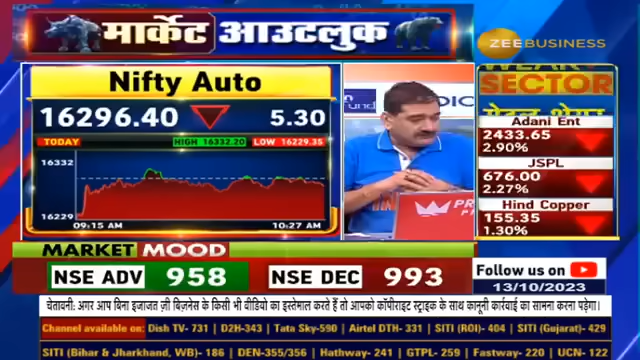 मार्केट आउटलुक
ZEE BUSINESS
Nifty Auto
16296.40 5.30
TODAY HIGH 16332.20 LOW 16229.35
16332
16229
09:15 AM 10:27 AM
SECTOR
Adani Ent
2433.65
2.90%
JSPL
676.00
2.27%
Hind Copper
155.35
1.30%
MARKET MOOD
NSE ADV 958 NSE DEC 993
Follow us on
13/10/2023
चेतावनी: अगर आप बिना इजाजत ज़ी बिज़नेस के किसी भी वीडियो का इस्तेमाल करते हैं तो आपको कॉपीराइट स्ट्राइक के साथ कानूनी कार्रवाई का सामना करना पड़ेगा।
Channel available on: Dish TV- 731 | D2H-343 | Tata Sky-590 | Airtel DTH- 331 | SITI (ROI) - 404 | SITI (Gujarat) - 429
SITI (Bihar & Jharkhand, WB)- 186 | DEN-355/356 | Hathway- 241 | GTPL- 259 | Fastway- 220 | UCN- 122